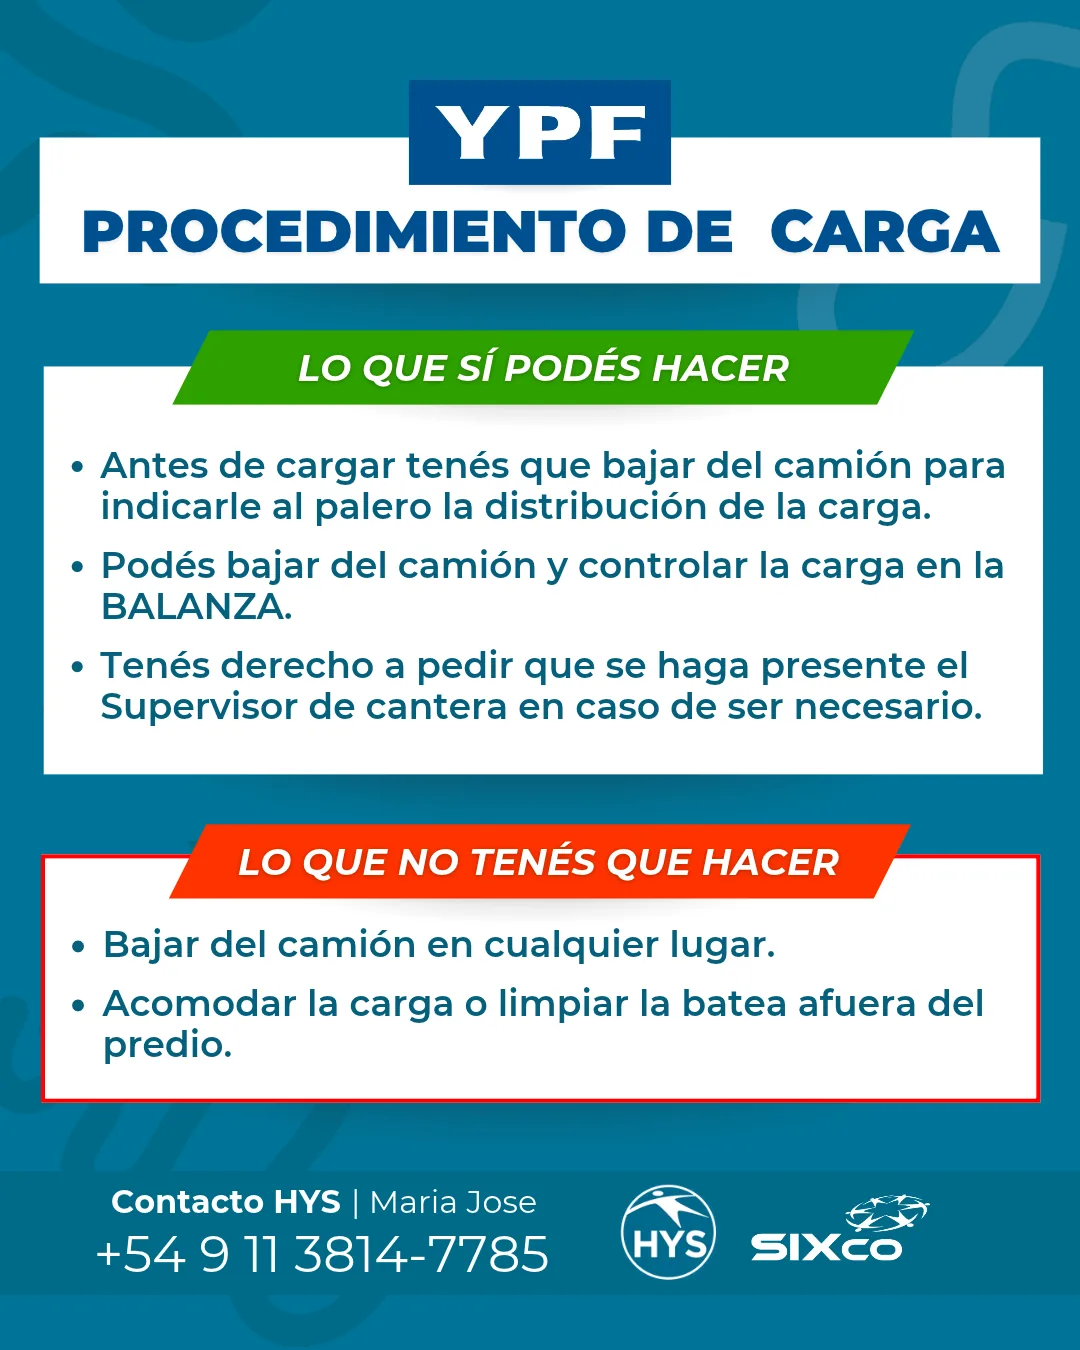 YPF
PROCEDIMIENTO DE CARGA
LO QUE SÍ PODÉS HACER
• Antes de cargar tenés que bajar del camión para
indicarle al palero la distribución de la carga.
• Podés bajar del camión y controlar la carga en la
BALANZA.
• Tenés derecho a pedir que se haga presente el
Supervisor de cantera en caso de ser necesario.
LO QUE NO TENÉS QUE HACER
• Bajar del camión en cualquier lugar.
• Acomodar la carga o limpiar la batea afuera del
predio.
Contacto HYS | Maria Jose
+54 9 11 3814-7785
HYS
SIXCO